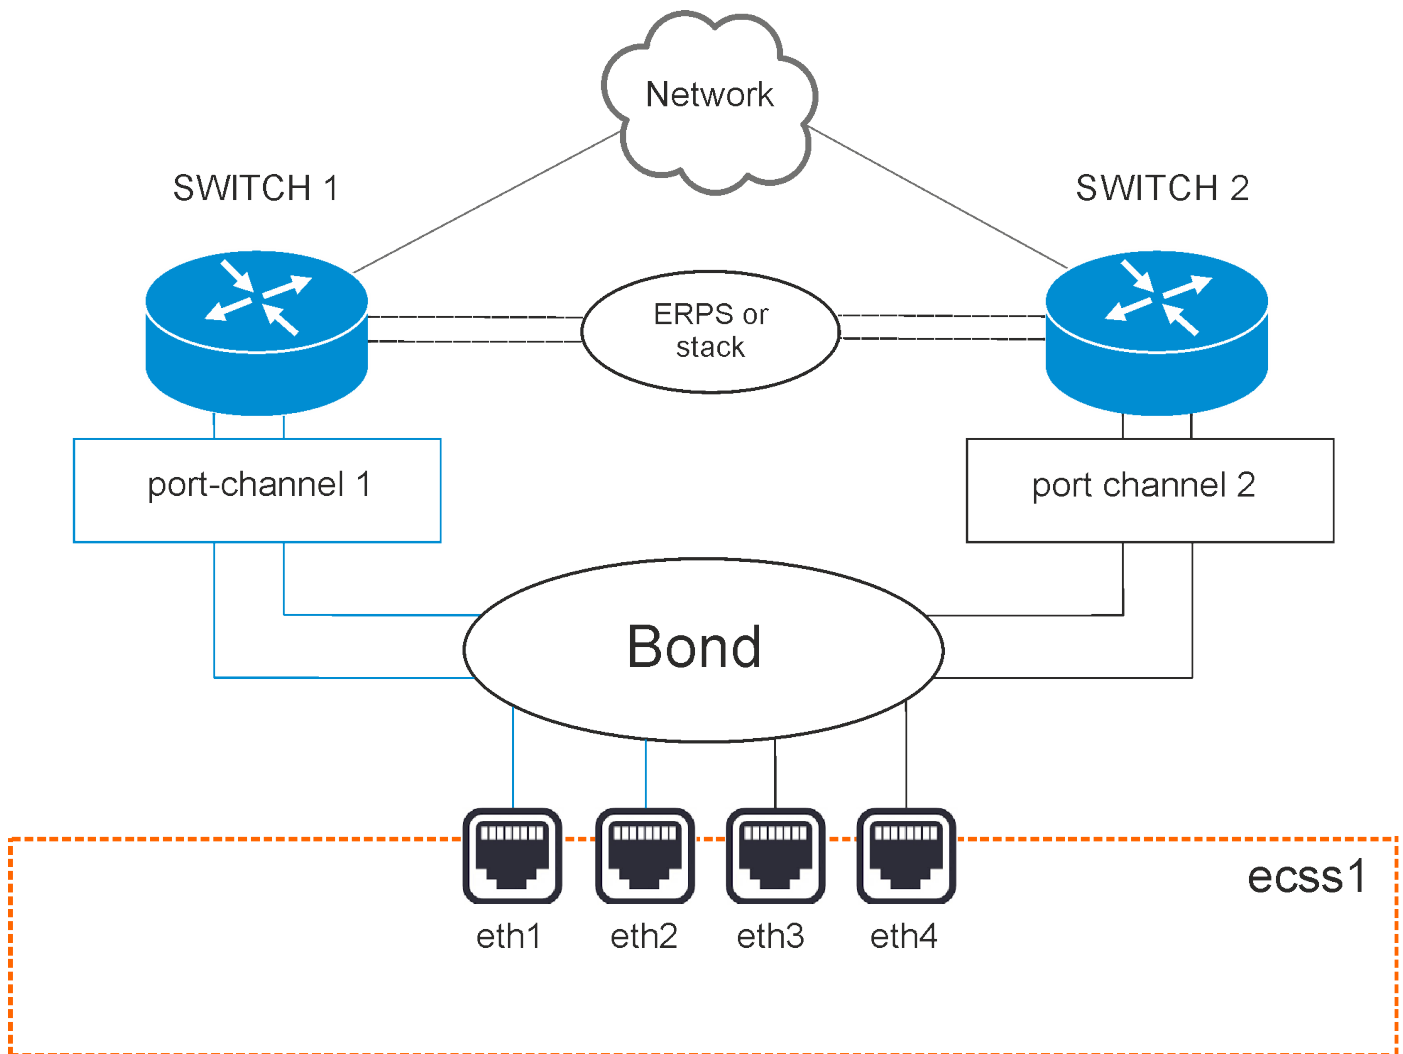 Network
SWITCH 1
SWITCH 2
ERPS or
stack
port-channel 1
port channel 2
Bond
ecss1
eth1
eth2
eth3
eth4